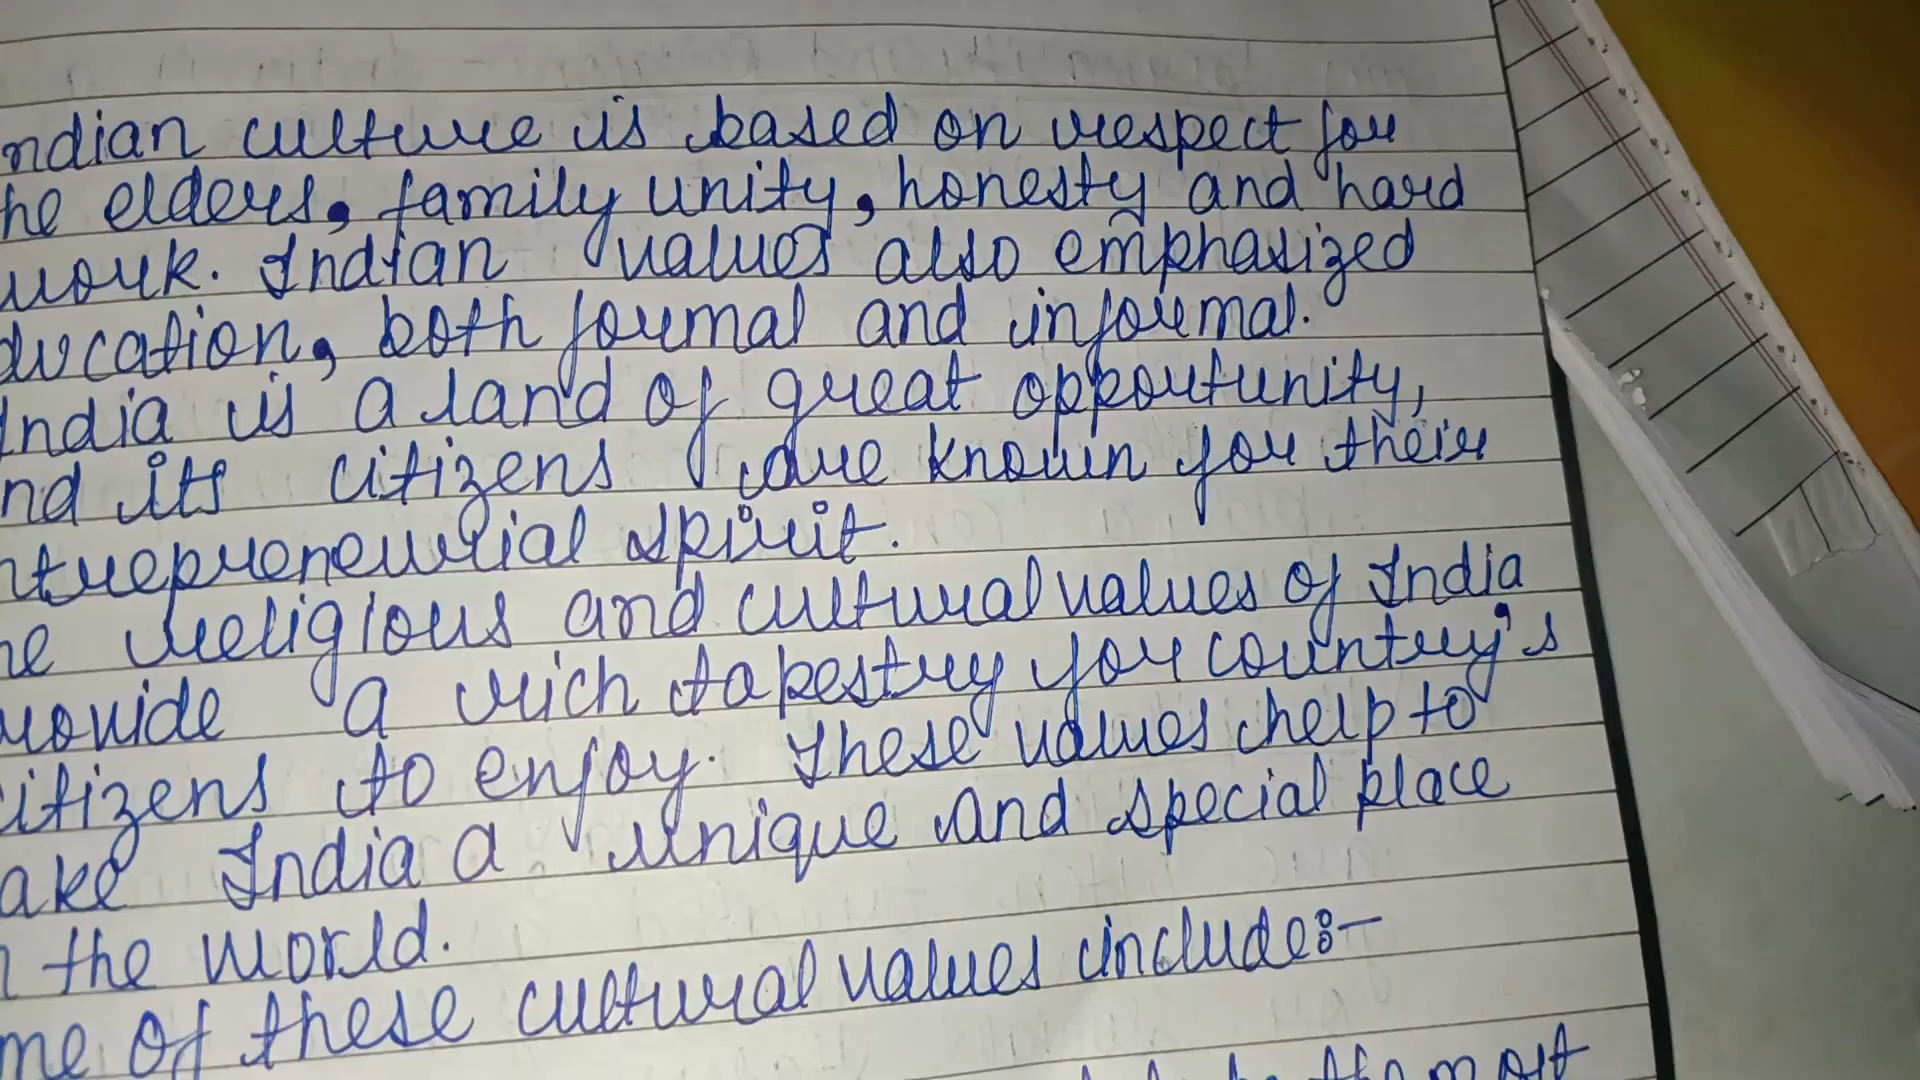 ndian culture is based on respect for
he elders, family unity, honesty and hard
work. Indian values also emphasized
ducation, both formal and informal.
India is a land of great opportunity,
nd its citizens are known for their
ntrepreneurial spirit.
he religious and cultural values of India
rovide a rich tapestry for country's
itizens to enjoy. These values help to
ake India a unique and special place
n the world.
me of these cultural values include:-
the most